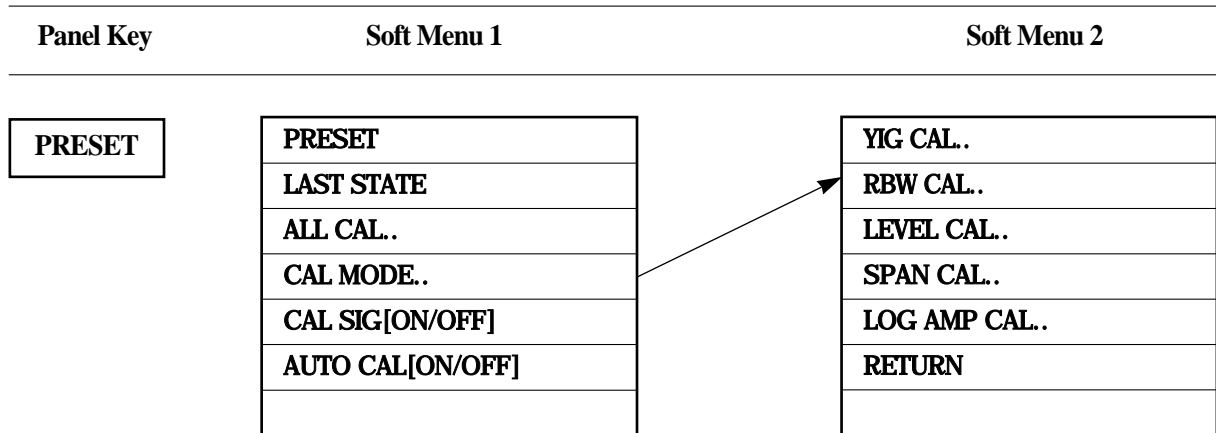 Panel Key Soft Menu 1 Soft Menu 2
PRESET
PRESET
LAST STATE
ALL CAL..
CAL MODE..
CAL SIG[ON/OFF]
AUTO CAL[ON/OFF]
YIG CAL..
RBW CAL..
LEVEL CAL..
SPAN CAL..
LOG AMP CAL..
RETURN